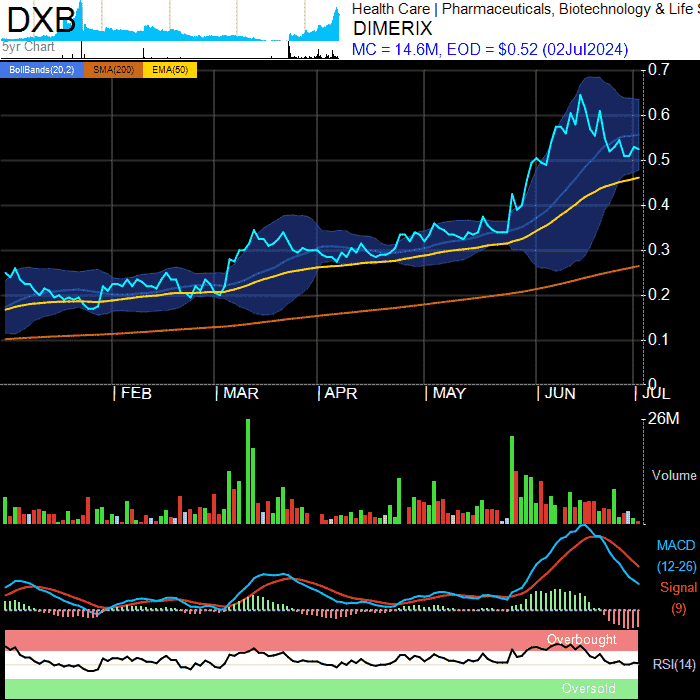 DXB
Health Care | Pharmaceuticals, Biotechnology & Life S
DIMERIX
MC = 14.6M, EOD = $0.52 (02Jul2024)
5yr Chart
BollBands(20,2) SMA(200) EMA(50)
0.7
0.6
0.5
0.4
0.3
0.2
0.1
0
| FEB | MAR | APR | MAY | JUN | JUL
26M
Volume
MACD
(12-26)
Signal
(9)
Overbought
RSI(14)
Oversold